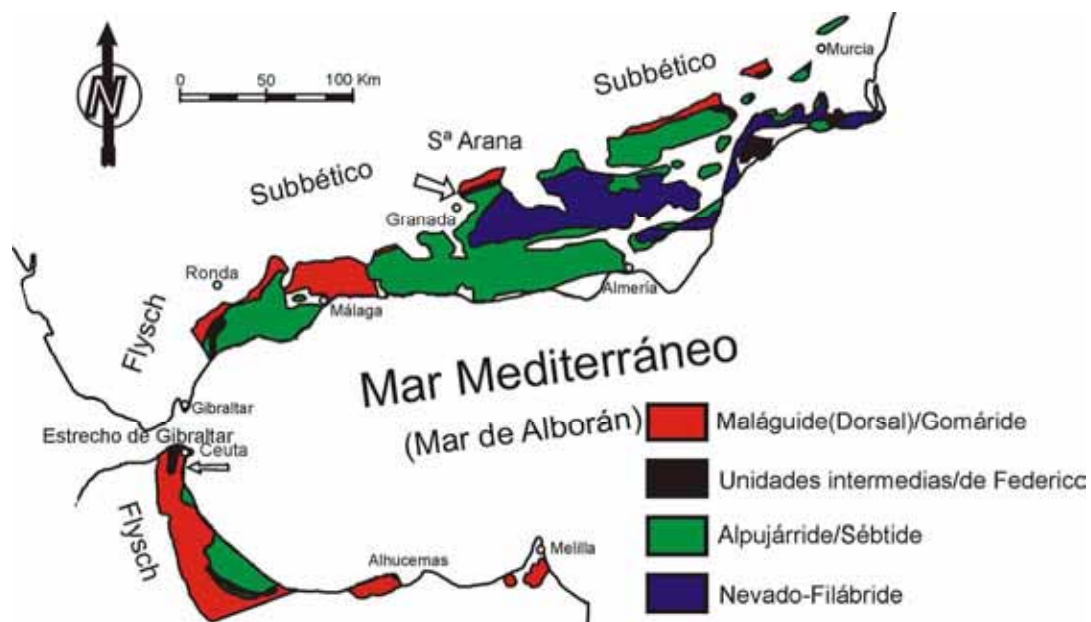 N
0 50 100 Km
Murcia
Subbético
Sª Arana
Subbético
Granada
Ronda
Almería
Málaga
Flysch
Mar Mediterráneo
(Mar de Alborán)
Gibraltar
Estrecho de Gibraltar
Ceuta
Flysch
Alhucemas
Melilla
Maláguide(Dorsal)/Gomáride
Unidades intermedias/de Federico
Alpujárride/Sébtide
Nevado-Filábride